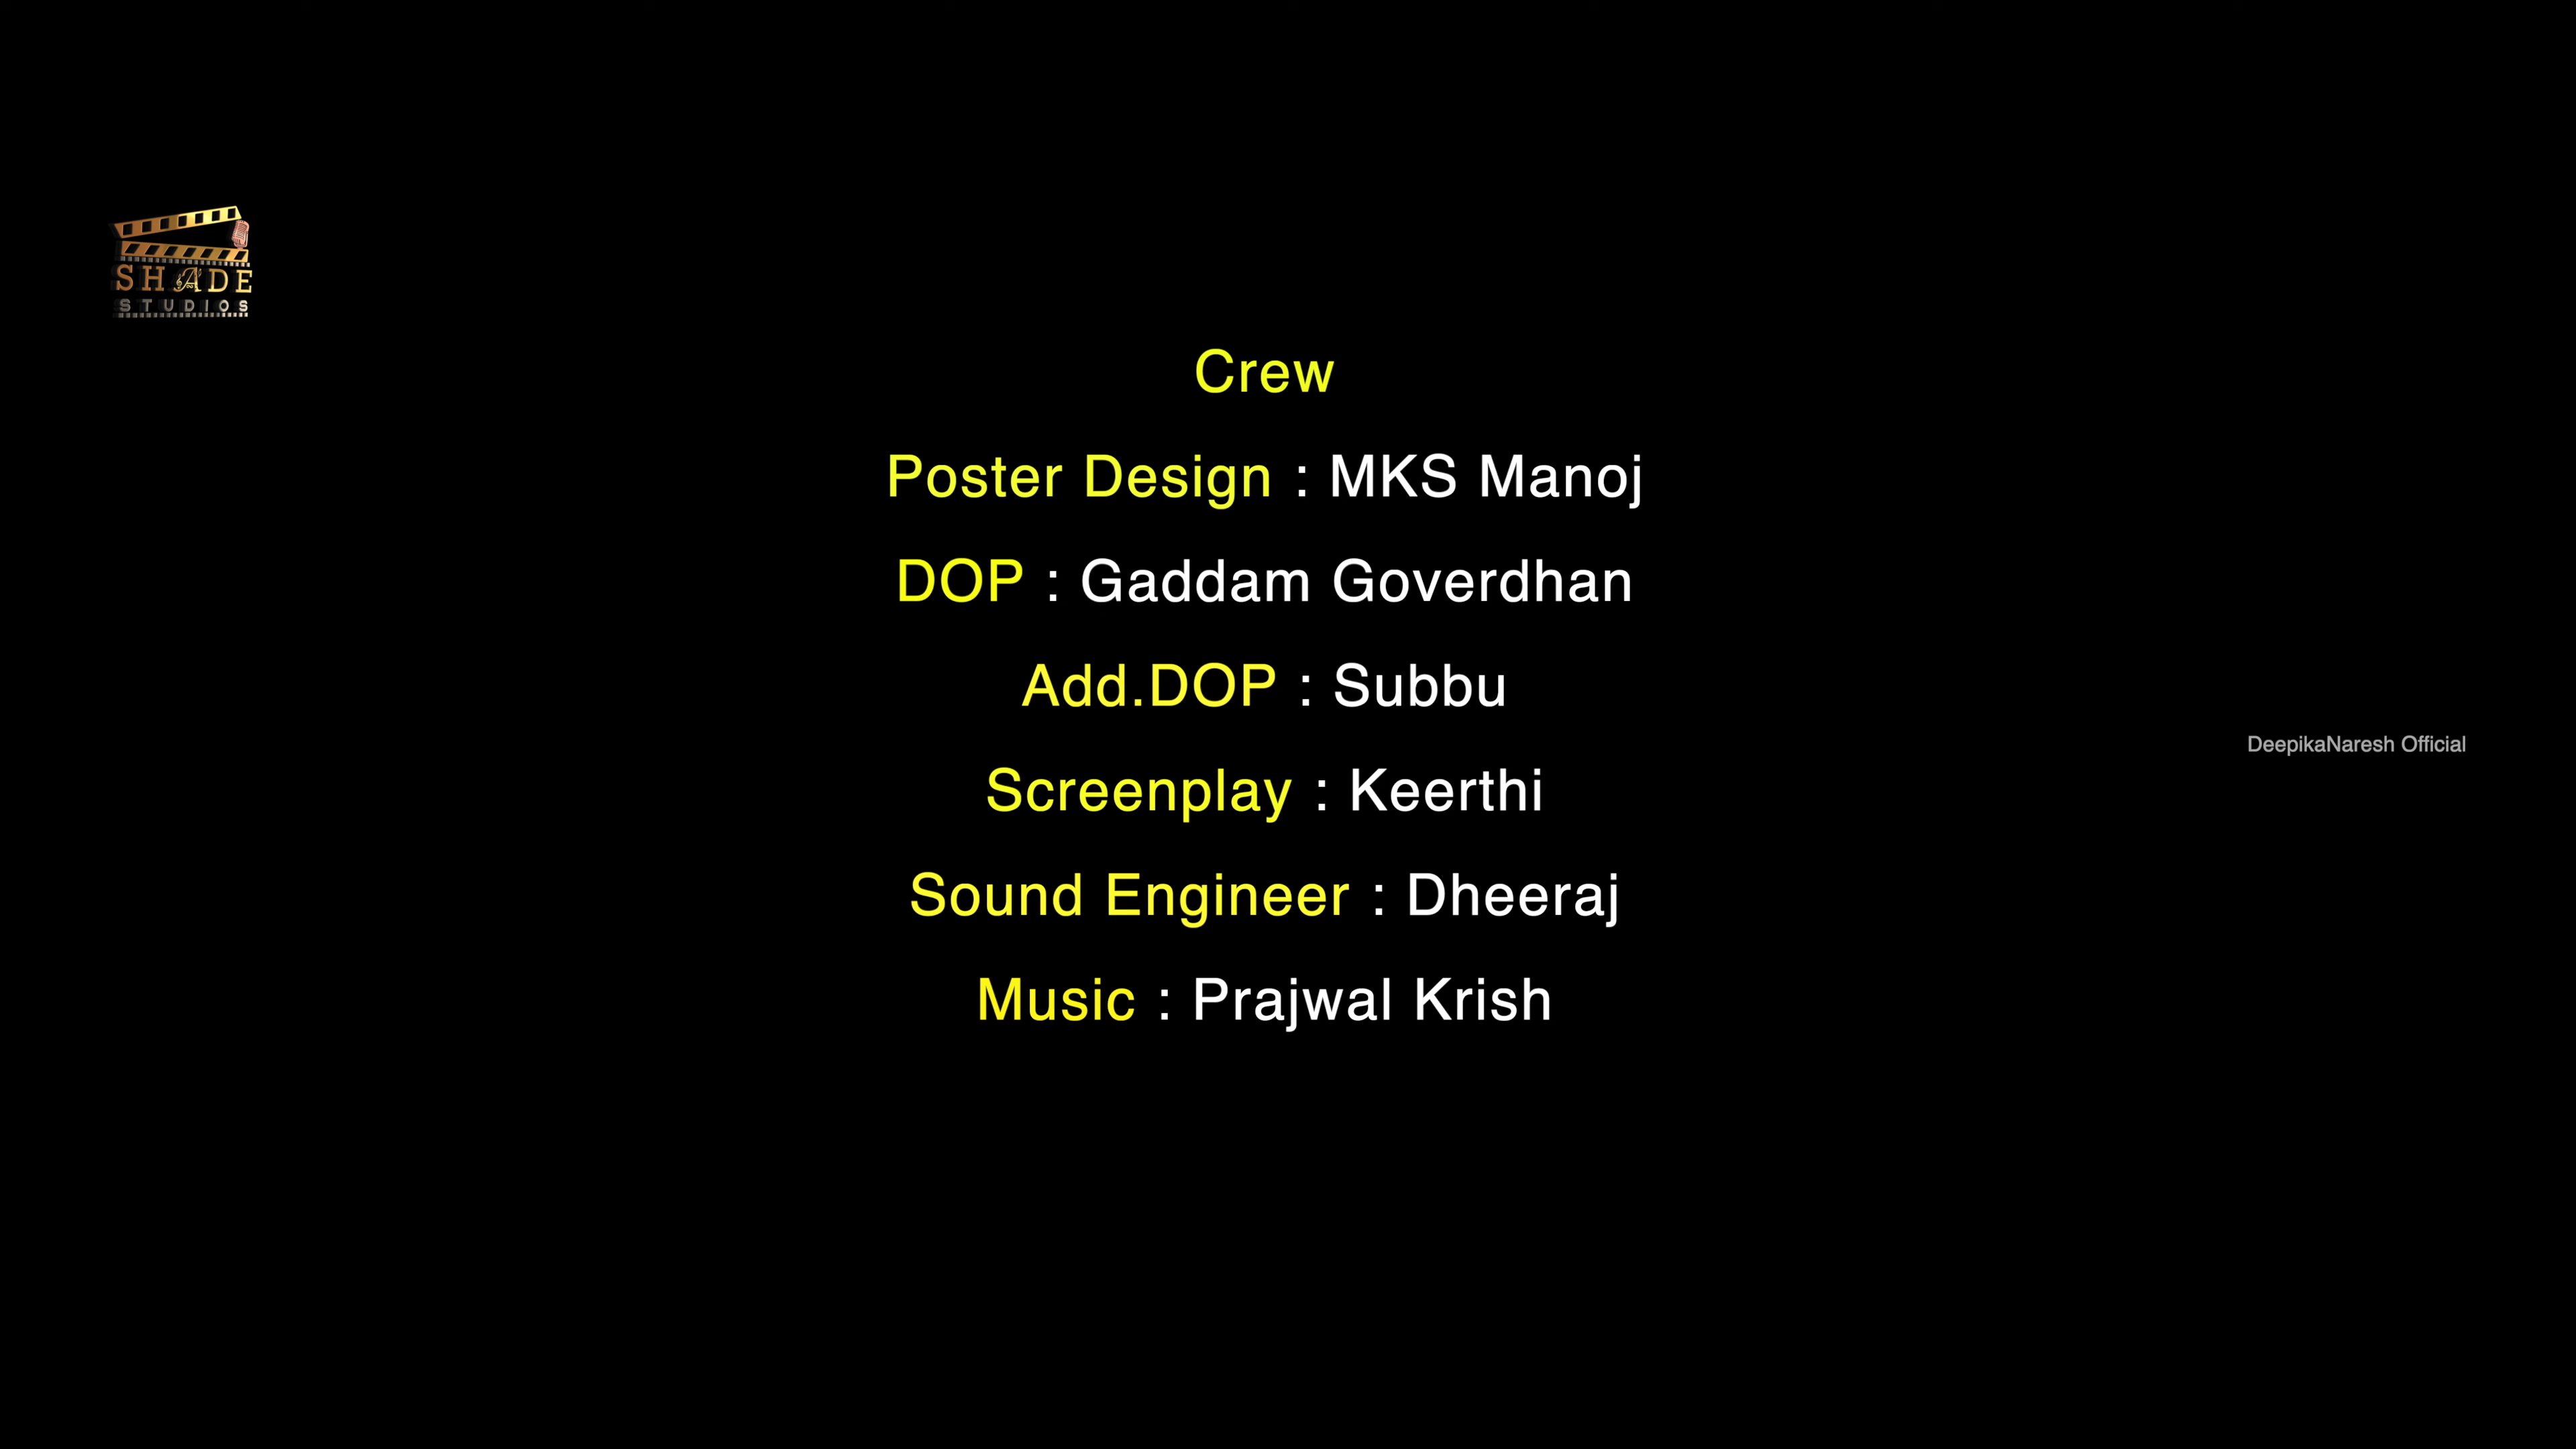 SHADE
STUDIOS
Crew
Poster Design : MKS Manoj
DOP : Gaddam Goverdhan
Add.DOP : Subbu
DeepikaNaresh Official
Screenplay : Keerthi
Sound Engineer : Dheeraj
Music : Prajwal Krish